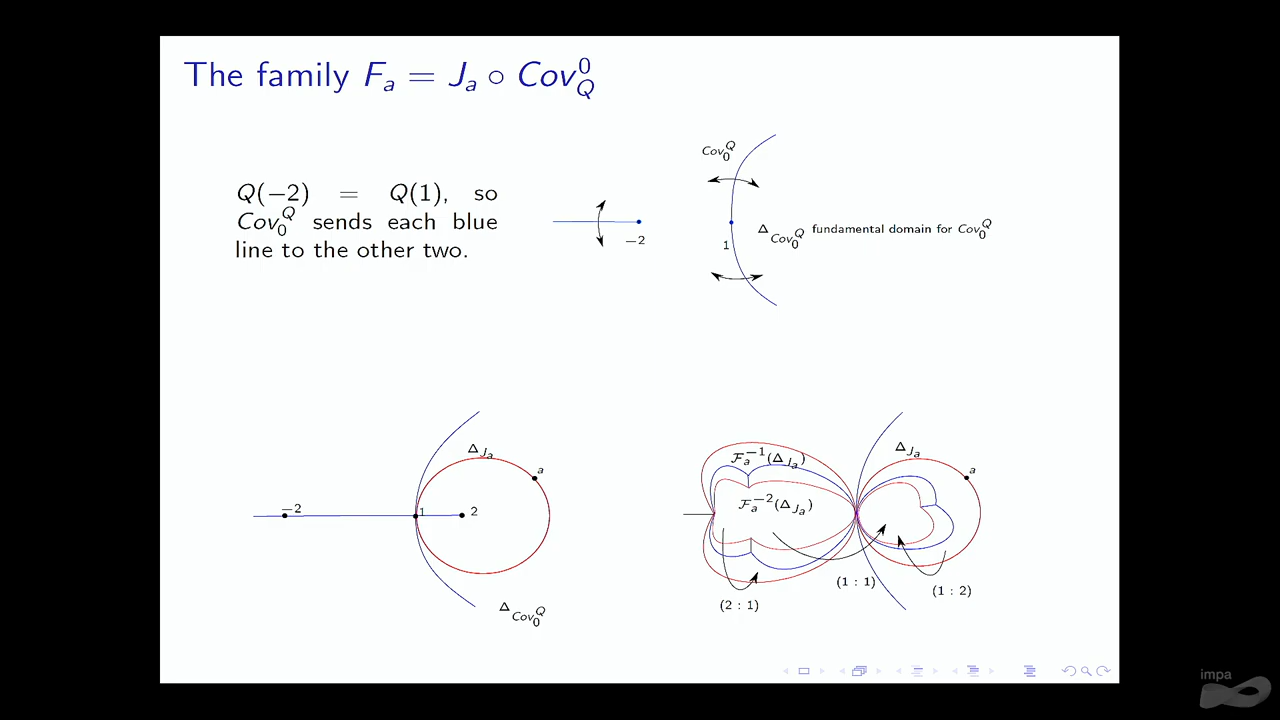 The family F_a = J_a ∘ Cov_Q^0
Q(−2) = Q(1), so
Cov_0^Q sends each blue
line to the other two.
Cov_0^Q
−2
1
Δ_{Cov_0^Q} fundamental domain for Cov_0^Q
Δ_{J_a}
a
−2
1
2
Δ_{Cov_0^Q}
F_a^{−1}(Δ_{J_a})
F_a^{−2}(Δ_{J_a})
Δ_{J_a}
a
(1 : 1)
(1 : 2)
(2 : 1)
impa